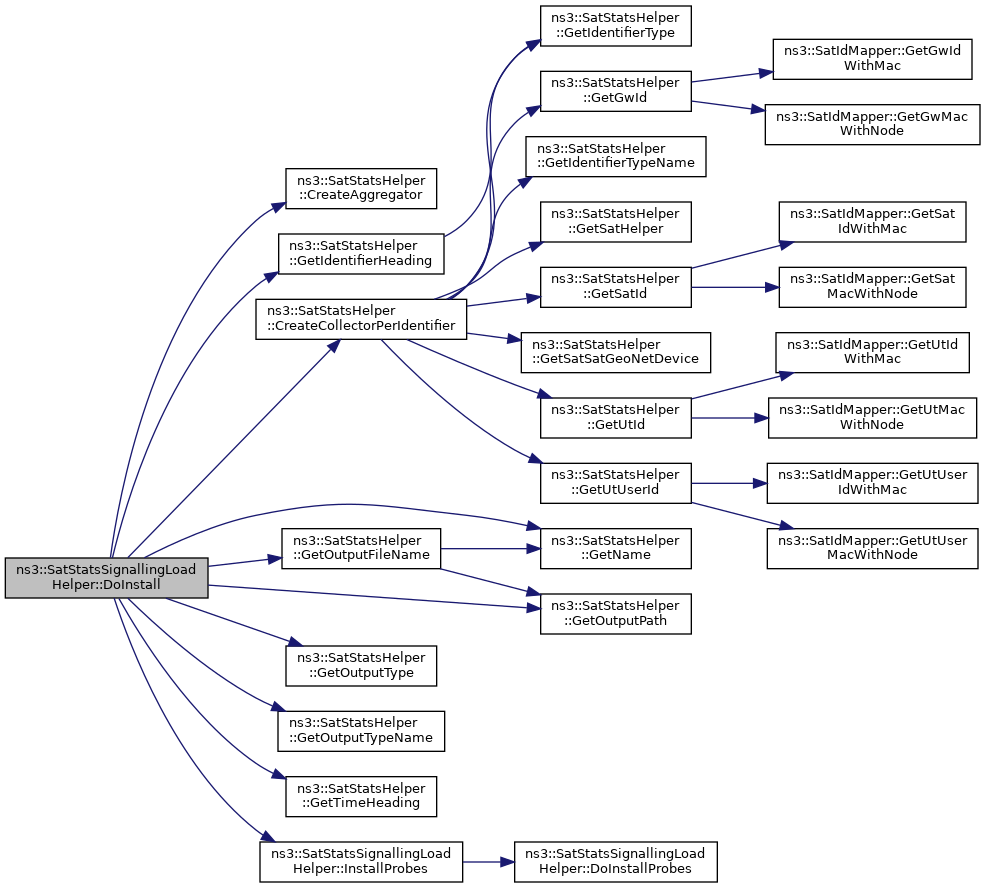 ns3::SatStatsSignallingLoad
Helper::DoInstall
ns3::SatStatsHelper
::CreateAggregator
ns3::SatStatsHelper
::GetIdentifierHeading
ns3::SatStatsHelper
::CreateCollectorPerIdentifier
ns3::SatStatsHelper
::GetOutputFileName
ns3::SatStatsHelper
::GetOutputType
ns3::SatStatsHelper
::GetOutputTypeName
ns3::SatStatsHelper
::GetTimeHeading
ns3::SatStatsSignallingLoad
Helper::InstallProbes
ns3::SatStatsHelper
::GetIdentifierType
ns3::SatStatsHelper
::GetGwId
ns3::SatStatsHelper
::GetIdentifierTypeName
ns3::SatStatsHelper
::GetSatHelper
ns3::SatStatsHelper
::GetSatId
ns3::SatStatsHelper
::GetSatSatGeoNetDevice
ns3::SatStatsHelper
::GetUtId
ns3::SatStatsHelper
::GetUtUserId
ns3::SatStatsHelper
::GetName
ns3::SatStatsHelper
::GetOutputPath
ns3::SatStatsSignallingLoad
Helper::DoInstallProbes
ns3::SatIdMapper::GetGwId
WithMac
ns3::SatIdMapper::GetGwMac
WithNode
ns3::SatIdMapper::GetSat
IdWithMac
ns3::SatIdMapper::GetSat
MacWithNode
ns3::SatIdMapper::GetUtId
WithMac
ns3::SatIdMapper::GetUtMac
WithNode
ns3::SatIdMapper::GetUtUser
IdWithMac
ns3::SatIdMapper::GetUtUser
MacWithNode